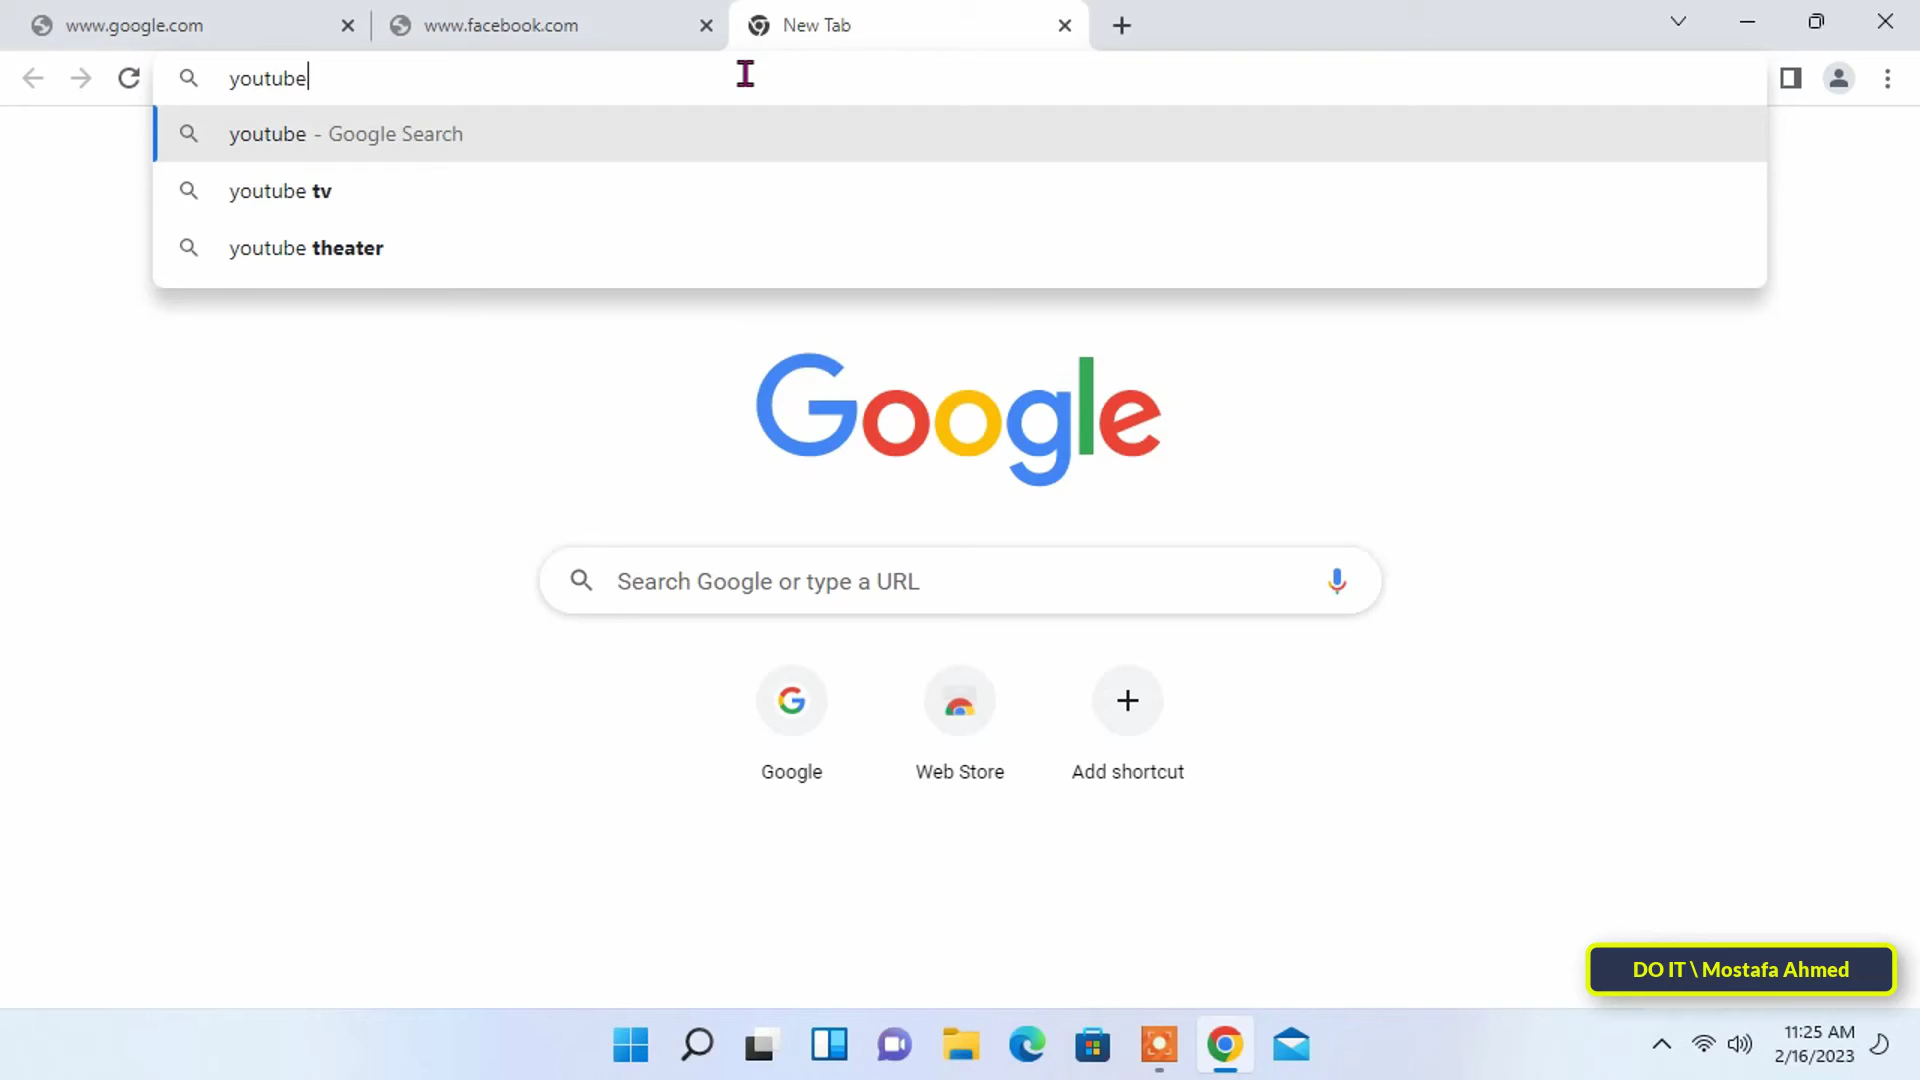 www.google.com
www.facebook.com
New Tab
youtube
youtube - Google Search
youtube tv
youtube theater
Google
Search Google or type a URL
Google
Web Store
Add shortcut
DO IT \ Mostafa Ahmed
11:25 AM
2/16/2023